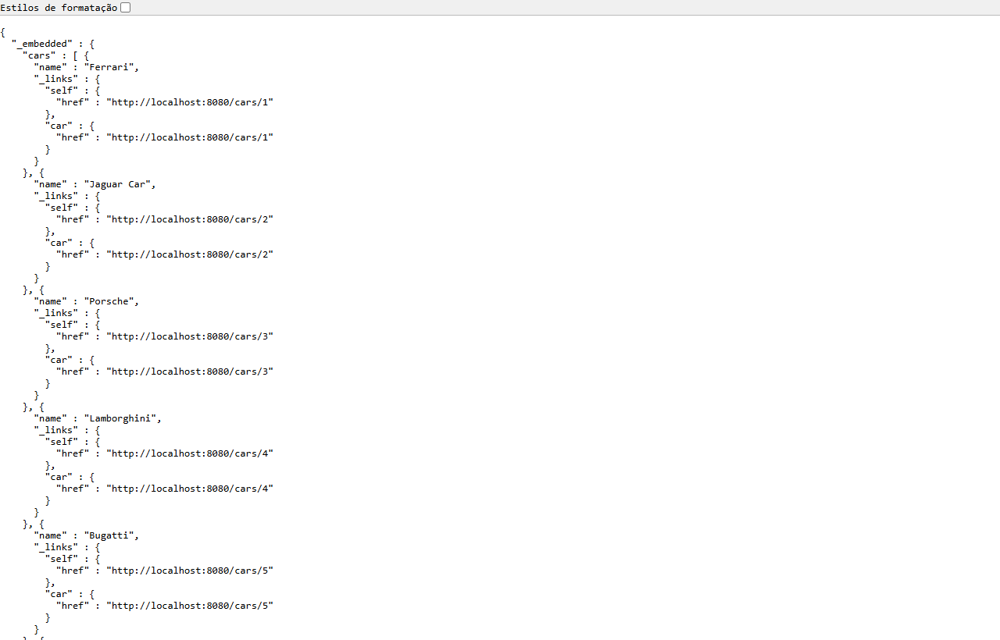 Estilos de formatação
{
  "_embedded" : {
    "cars" : [ {
      "name" : "Ferrari",
      "_links" : {
        "self" : {
          "href" : "http://localhost:8080/cars/1"
        },
        "car" : {
          "href" : "http://localhost:8080/cars/1"
        }
      }
    }, {
      "name" : "Jaguar Car",
      "_links" : {
        "self" : {
          "href" : "http://localhost:8080/cars/2"
        },
        "car" : {
          "href" : "http://localhost:8080/cars/2"
        }
      }
    }, {
      "name" : "Porsche",
      "_links" : {
        "self" : {
          "href" : "http://localhost:8080/cars/3"
        },
        "car" : {
          "href" : "http://localhost:8080/cars/3"
        }
      }
    }, {
      "name" : "Lamborghini",
      "_links" : {
        "self" : {
          "href" : "http://localhost:8080/cars/4"
        },
        "car" : {
          "href" : "http://localhost:8080/cars/4"
        }
      }
    }, {
      "name" : "Bugatti",
      "_links" : {
        "self" : {
          "href" : "http://localhost:8080/cars/5"
        },
        "car" : {
          "href" : "http://localhost:8080/cars/5"
        }
      }
    }, {